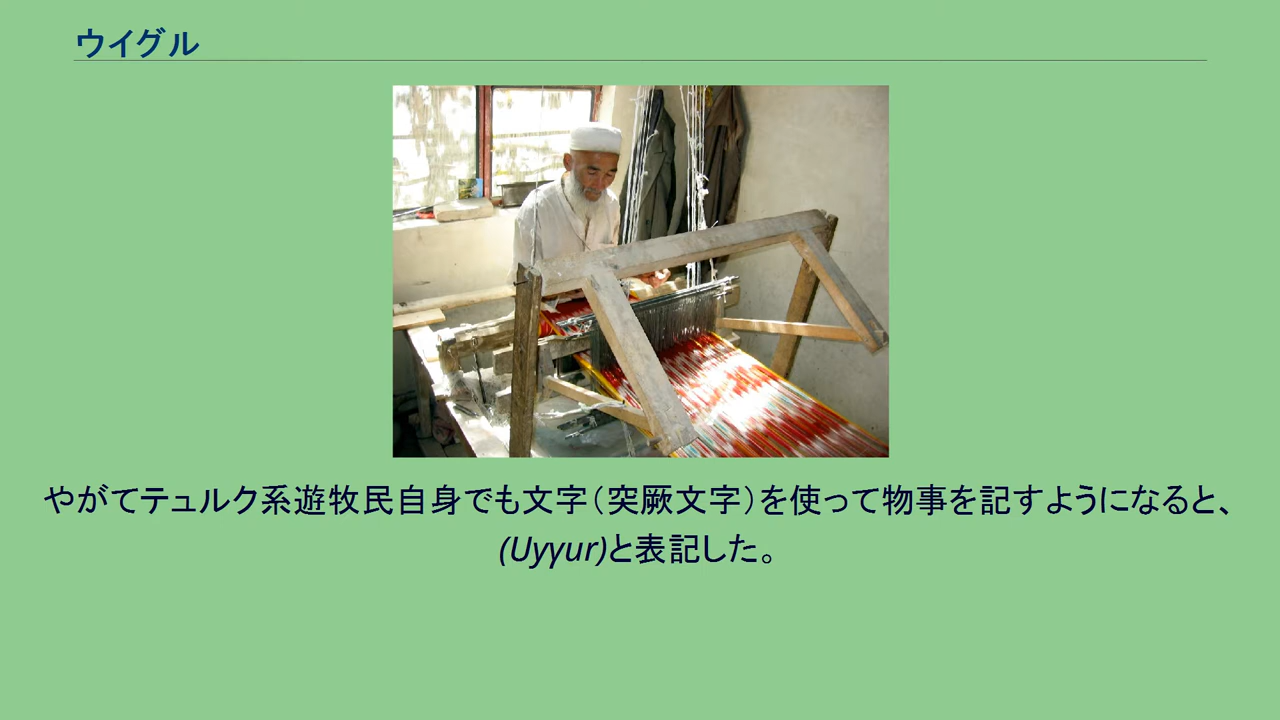 ウイグル
やがてテュルク系遊牧民自身でも文字（突厥文字）を使って物事を記すようになると、
(Uyγur)と表記した。